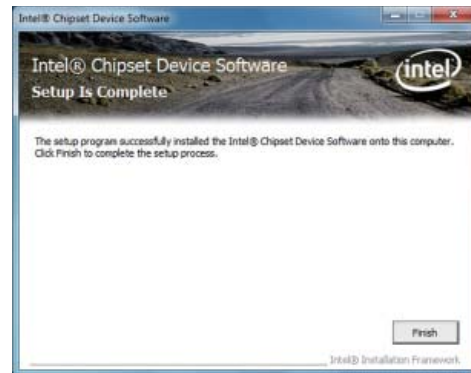 Intel® Chipset Device Software
Intel® Chipset Device Software
intel
Setup Is Complete
The setup program successfully installed the Intel® Chipset Device Software onto this computer.
Click Finish to complete the setup process.
Finish
Intel® Installation Framework